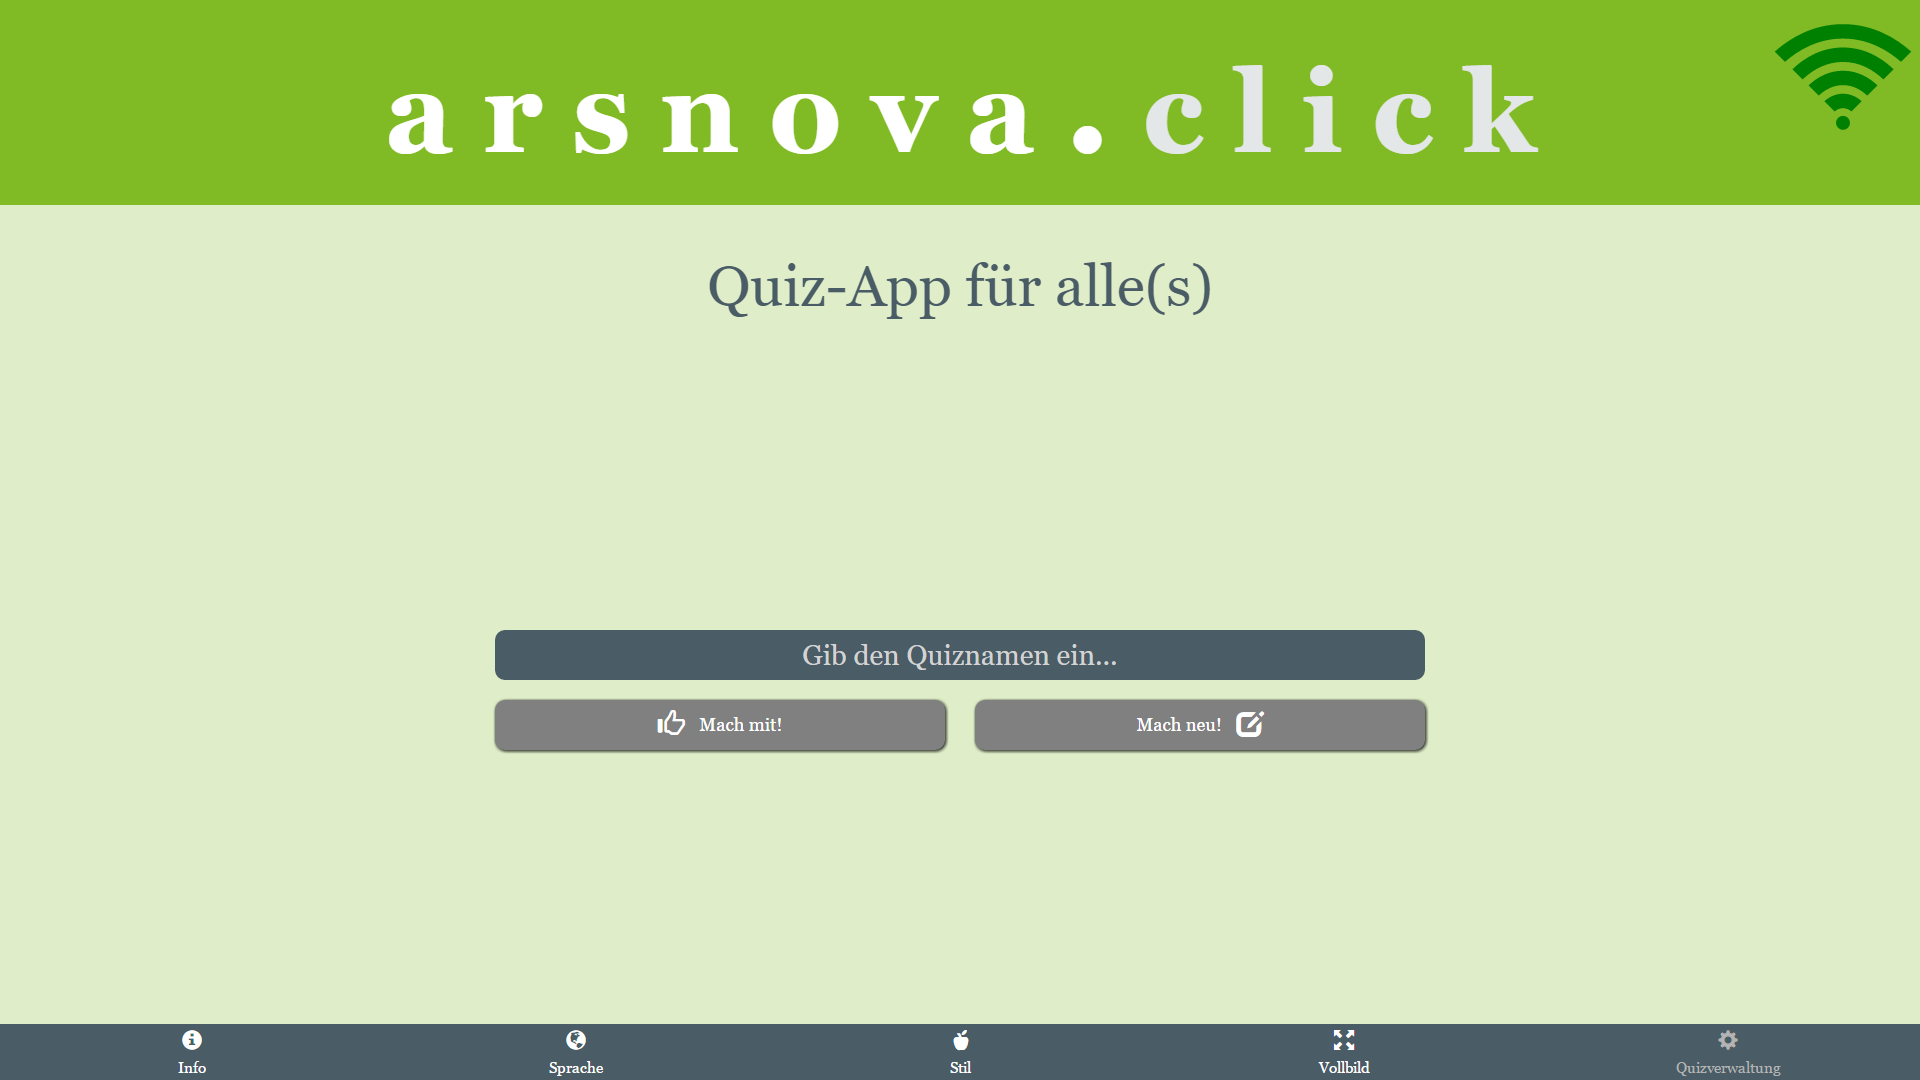 arsnova.click
Quiz-App für alle(s)
Gib den Quiznamen ein...
Mach mit!
Mach neu!
Info
Sprache
Stil
Vollbild
Quizverwaltung